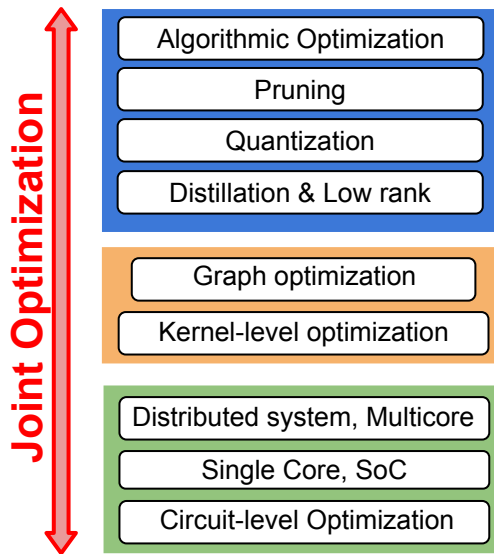 Joint Optimization
Algorithmic Optimization
Pruning
Quantization
Distillation & Low rank
Graph optimization
Kernel-level optimization
Distributed system, Multicore
Single Core, SoC
Circuit-level Optimization